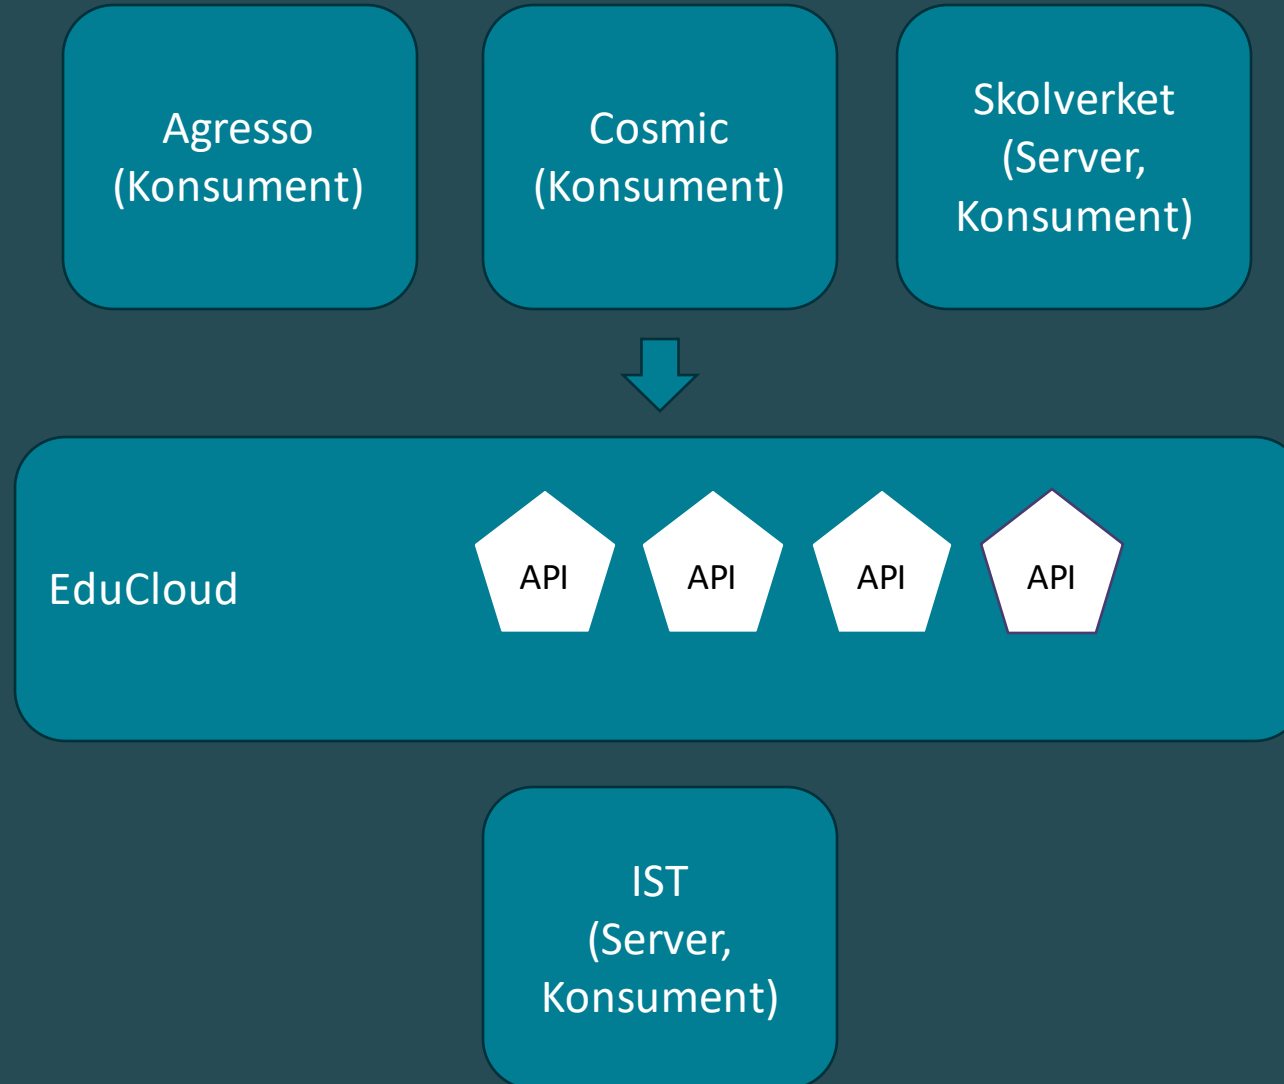 Agresso
(Konsument)
Cosmic
(Konsument)
Skolverket
(Server,
Konsument)
EduCloud
API
API
API
API
IST
(Server,
Konsument)